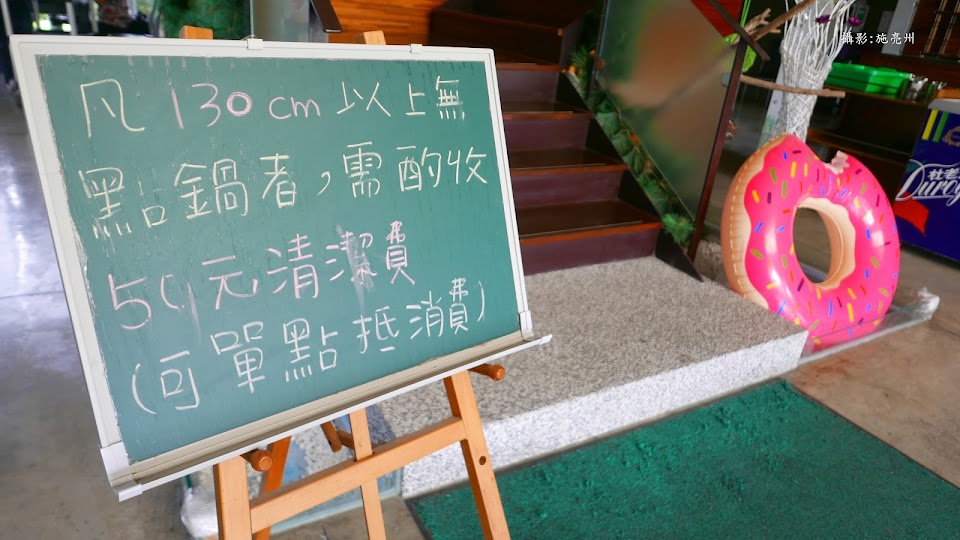 凡130cm以上無
點鍋者，需酌收
50元清潔費
(可單點抵消費)
攝影:施亮州
Duroy